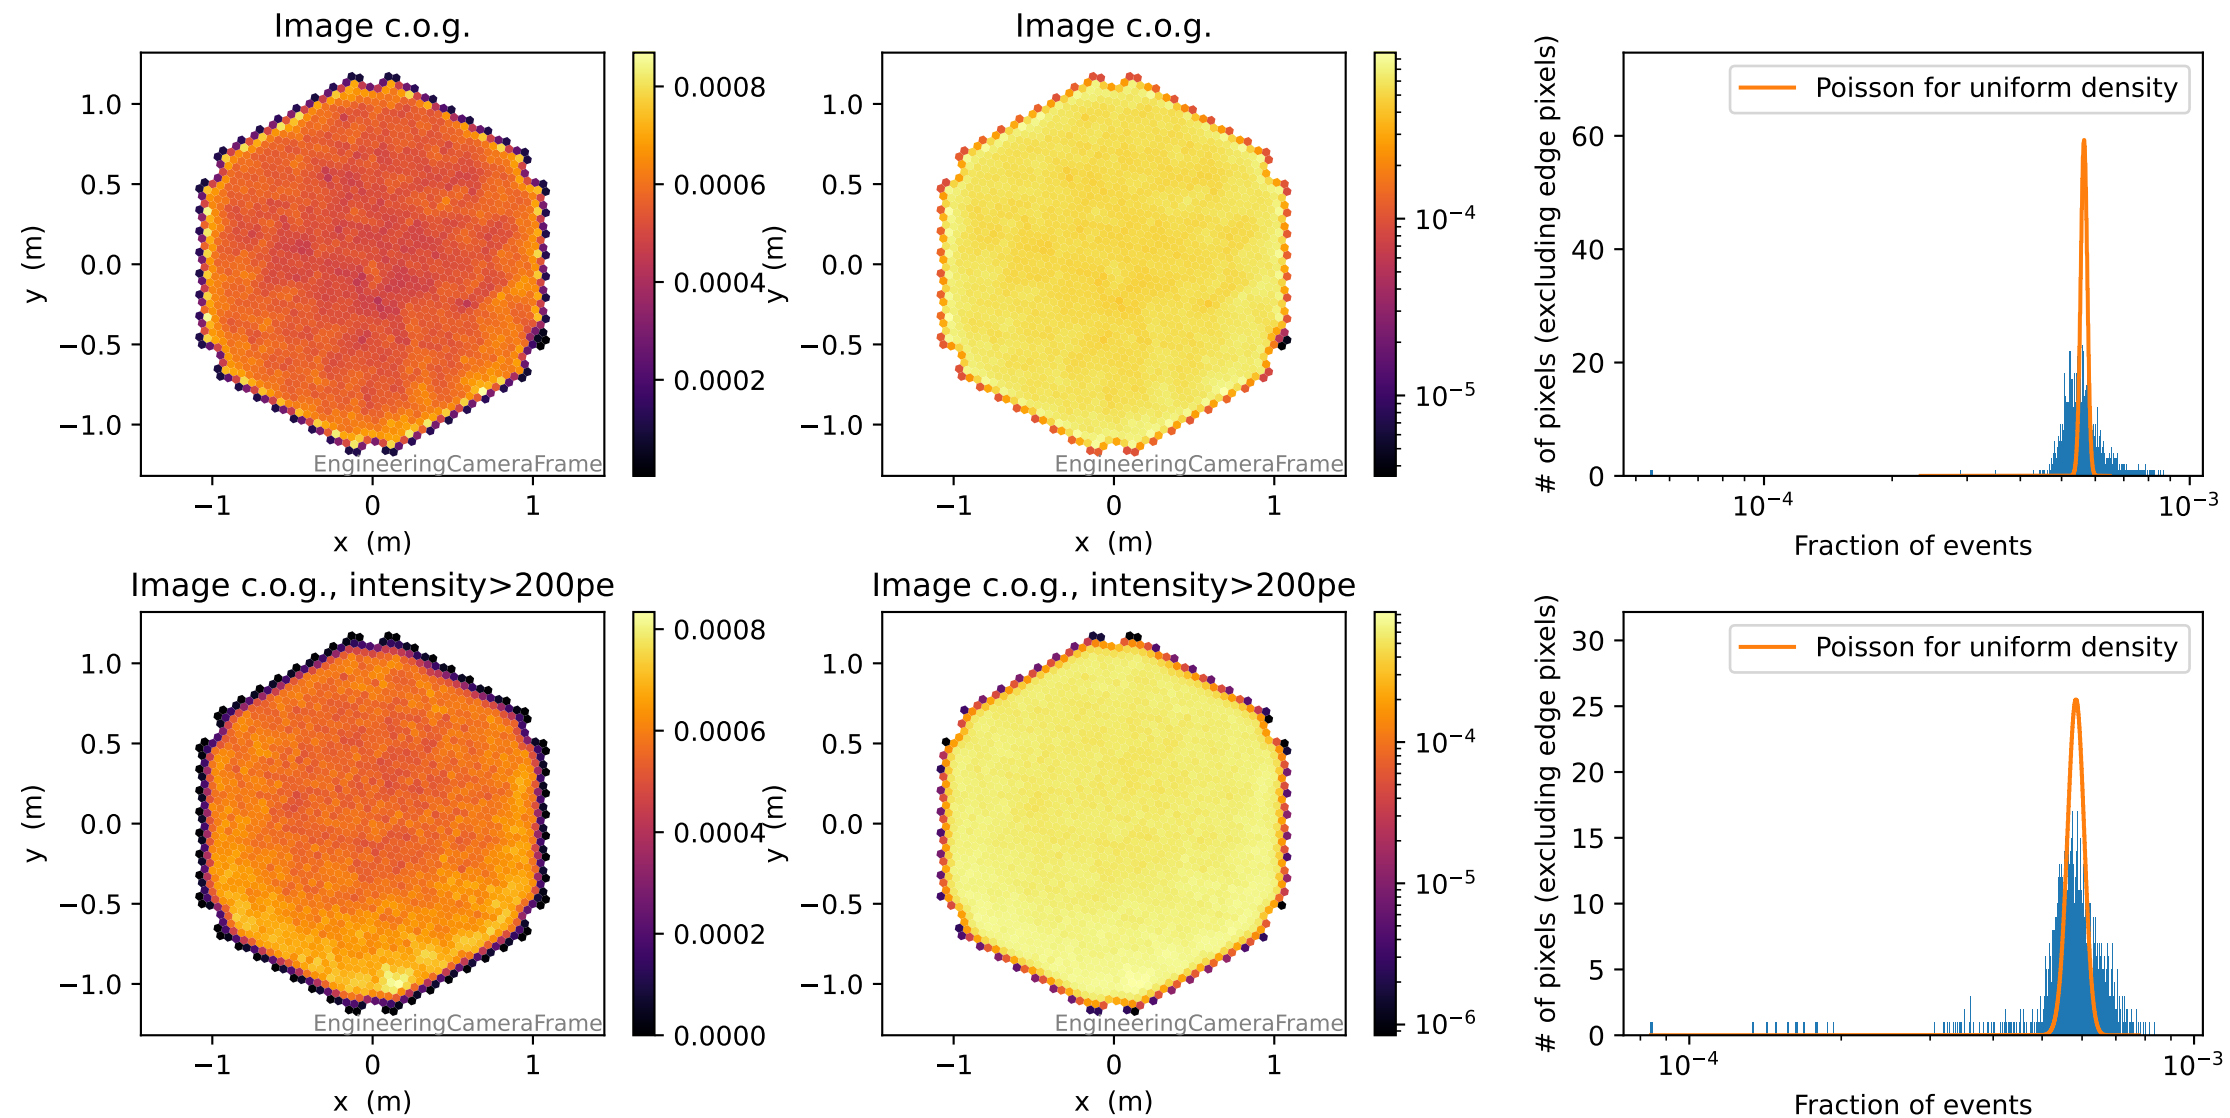 Image c.o.g.
1.0
0.5
0.0
−0.5
−1.0
y (m)
−1 0 1
x (m)
EngineeringCameraFrame
0.0008
0.0006
0.0004
0.0002
Image c.o.g.
1.0
0.5
0.0
−0.5
−1.0
y (m)
−1 0 1
x (m)
EngineeringCameraFrame
10⁻⁴
10⁻⁵
# of pixels (excluding edge pixels)
60
40
20
0
Poisson for uniform density
10⁻⁴ 10⁻³
Fraction of events
Image c.o.g., intensity>200pe
1.0
0.5
0.0
−0.5
−1.0
y (m)
−1 0 1
x (m)
EngineeringCameraFrame
0.0008
0.0006
0.0004
0.0002
0.0000
Image c.o.g., intensity>200pe
1.0
0.5
0.0
−0.5
−1.0
y (m)
−1 0 1
x (m)
EngineeringCameraFrame
10⁻⁴
10⁻⁵
10⁻⁶
# of pixels (excluding edge pixels)
30
25
20
15
10
5
0
Poisson for uniform density
10⁻⁴ 10⁻³
Fraction of events